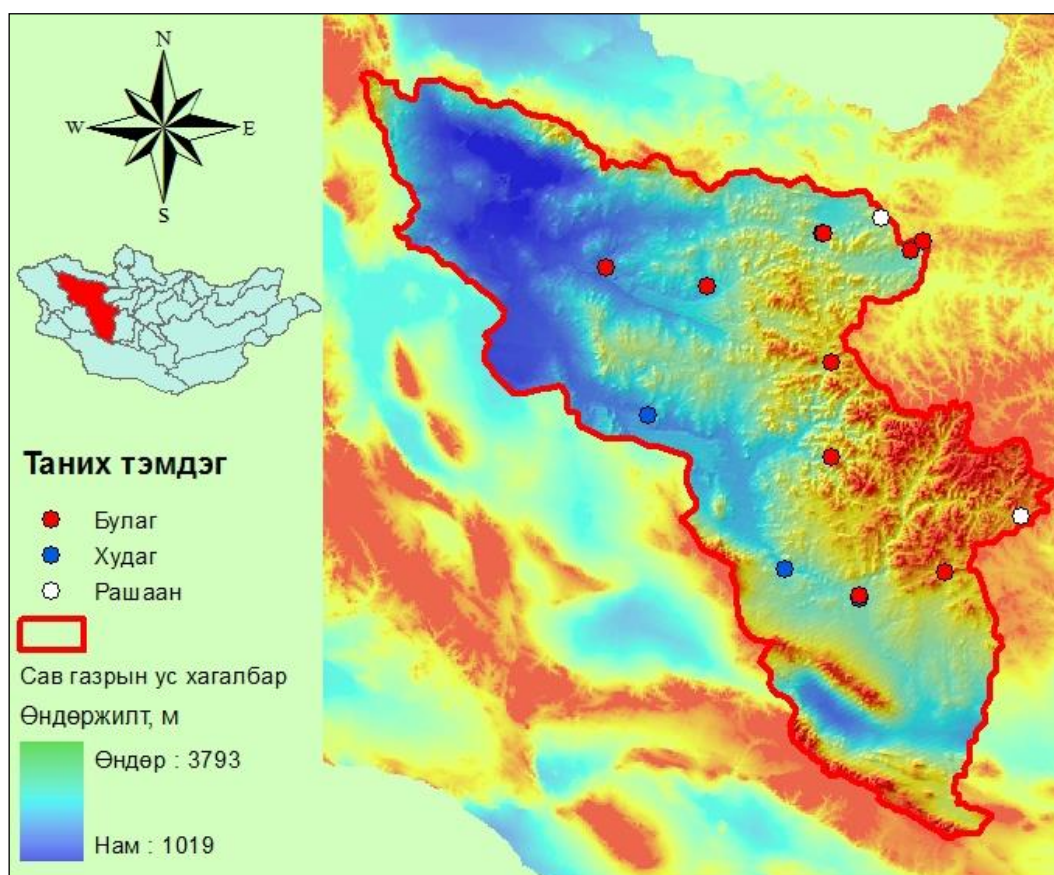 N
W E
S
Таних тэмдэг
Булаг
Худаг
Рашаан
Сав газрын ус хагалбар
Өндөржилт, м
Өндөр : 3793
Нам : 1019